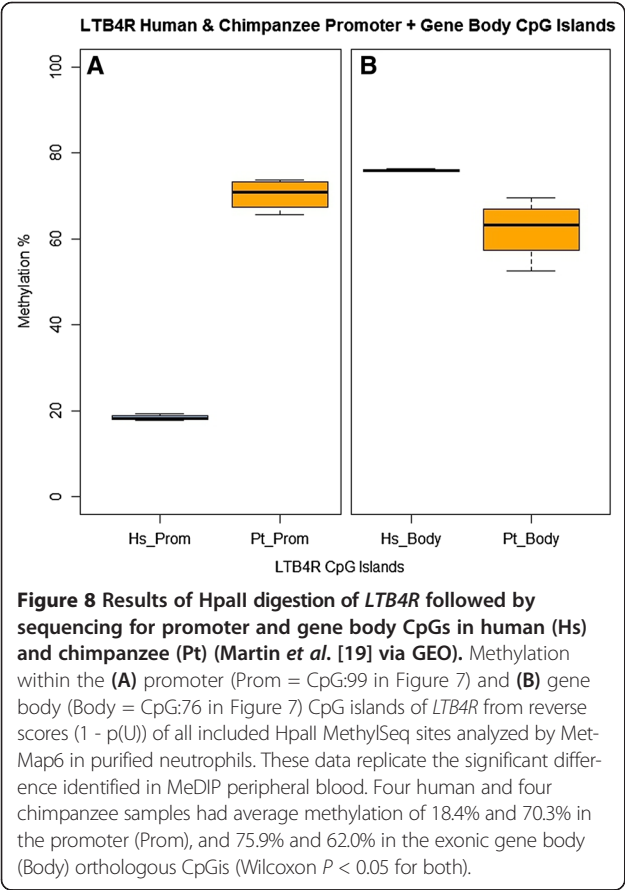 LTB4R Human & Chimpanzee Promoter + Gene Body CpG Islands
A
B
100
80
60
40
20
0
Methylation %
Hs_Prom
Pt_Prom
Hs_Body
Pt_Body
LTB4R CpG Islands
Figure 8 Results of HpaII digestion of LTB4R followed by
sequencing for promoter and gene body CpGs in human (Hs)
and chimpanzee (Pt) (Martin et al. [19] via GEO). Methylation
within the (A) promoter (Prom = CpG:99 in Figure 7) and (B) gene
body (Body = CpG:76 in Figure 7) CpG islands of LTB4R from reverse
scores (1 - p(U)) of all included HpaII MethylSeq sites analyzed by Met-
Map6 in purified neutrophils. These data replicate the significant differ-
ence identified in MeDIP peripheral blood. Four human and four
chimpanzee samples had average methylation of 18.4% and 70.3% in
the promoter (Prom), and 75.9% and 62.0% in the exonic gene body
(Body) orthologous CpGis (Wilcoxon P < 0.05 for both).